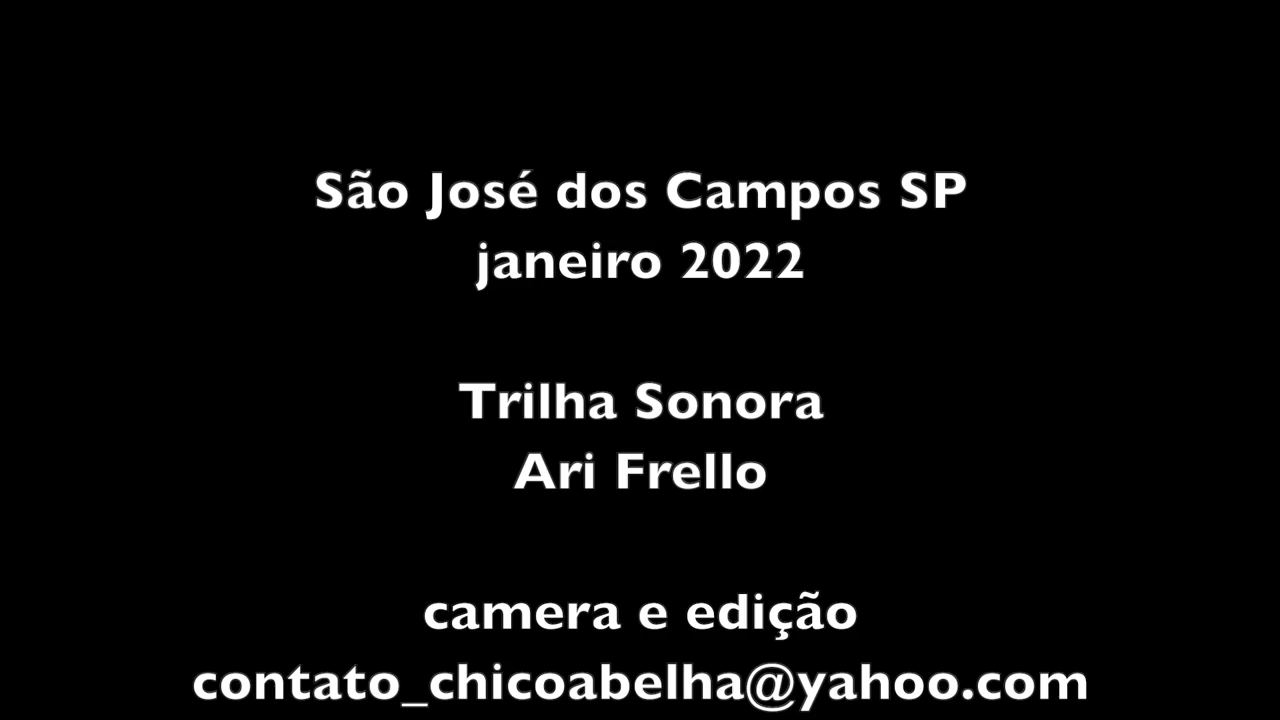 São José dos Campos SP
janeiro 2022
Trilha Sonora
Ari Frello
camera e edição
contato_chicoabelha@yahoo.com